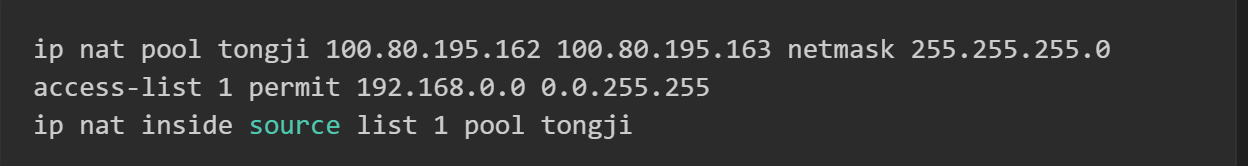 ip nat pool tongji 100.80.195.162 100.80.195.163 netmask 255.255.255.0
access-list 1 permit 192.168.0.0 0.0.255.255
ip nat inside source list 1 pool tongji